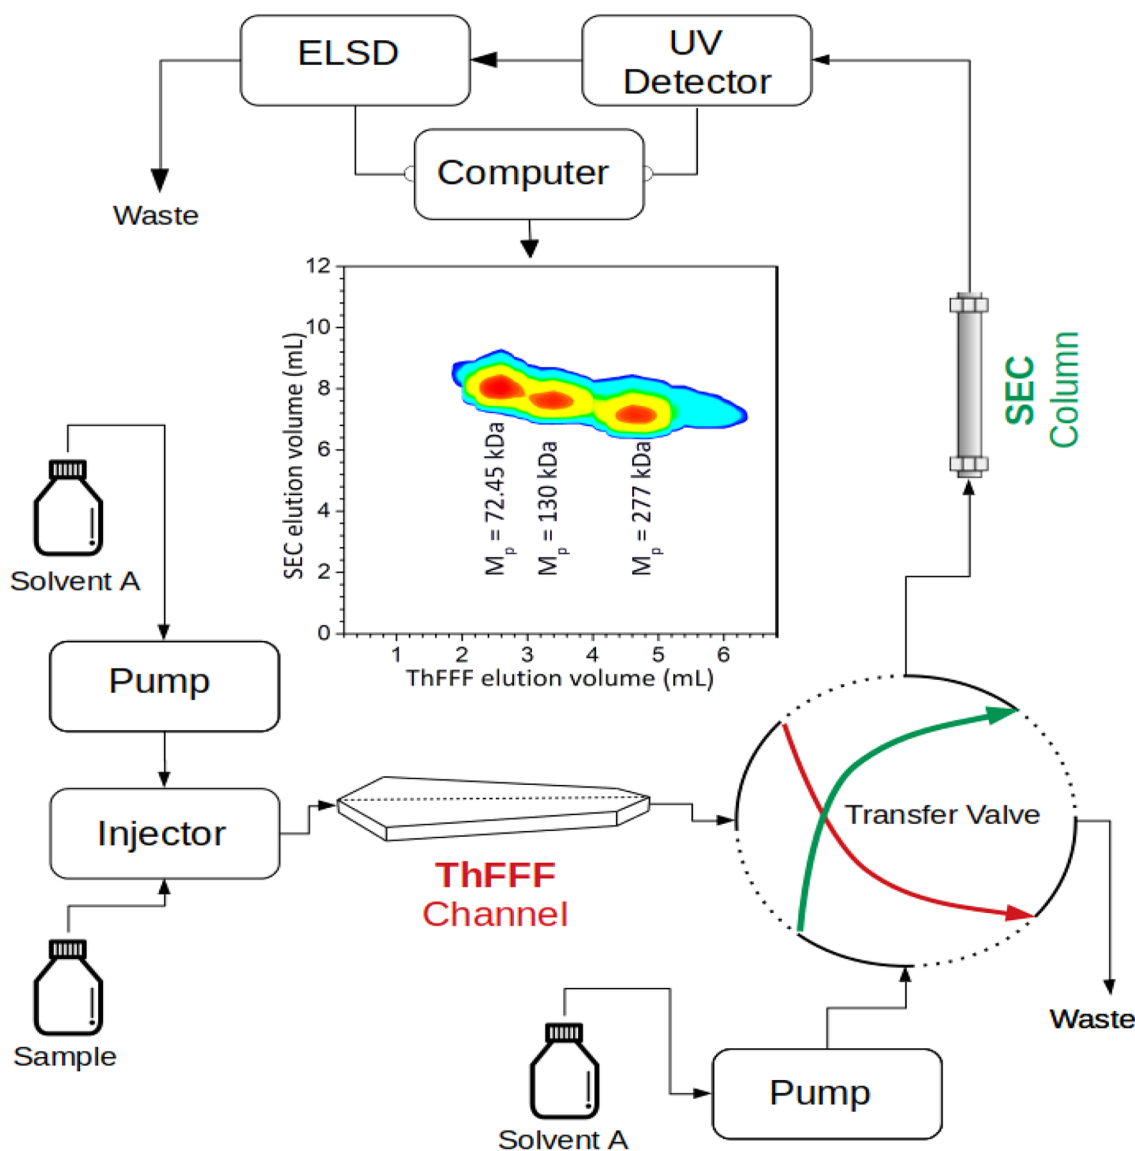 ELSD
UV
Detector
Computer
Waste
12
10
8
6
4
2
0
SEC elution volume (mL)
Mp = 72.45 kDa
Mp = 130 kDa
Mp = 277 kDa
1 2 3 4 5 6
ThFFF elution volume (mL)
SEC
Column
Solvent A
Pump
Injector
Sample
ThFFF
Channel
Transfer Valve
Waste
Solvent A
Pump